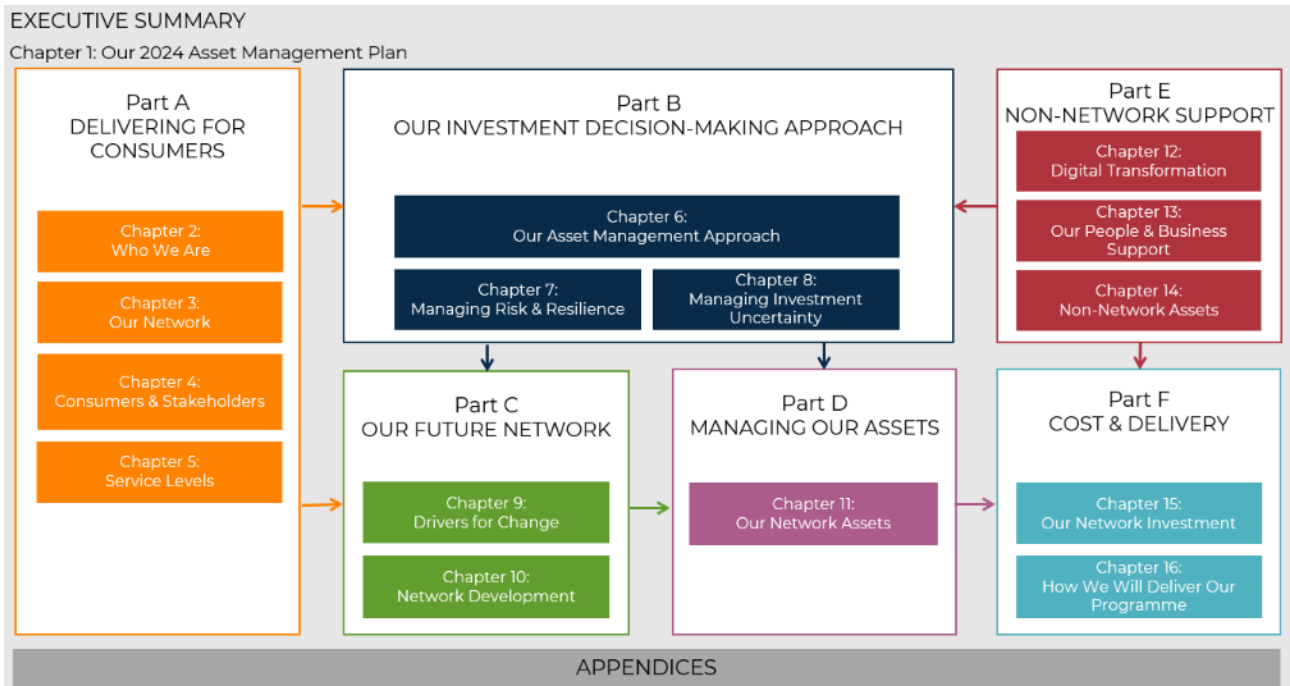 EXECUTIVE SUMMARY
Chapter 1: Our 2024 Asset Management Plan
Part A
DELIVERING FOR
CONSUMERS
Chapter 2:
Who We Are
Chapter 3:
Our Network
Chapter 4:
Consumers & Stakeholders
Chapter 5:
Service Levels
Part B
OUR INVESTMENT DECISION-MAKING APPROACH
Chapter 6:
Our Asset Management Approach
Chapter 7:
Managing Risk & Resilience
Chapter 8:
Managing Investment
Uncertainty
Part C
OUR FUTURE NETWORK
Chapter 9:
Drivers for Change
Chapter 10:
Network Development
Part D
MANAGING OUR ASSETS
Chapter 11:
Our Network Assets
Part E
NON-NETWORK SUPPORT
Chapter 12:
Digital Transformation
Chapter 13:
Our People & Business
Support
Chapter 14:
Non-Network Assets
Part F
COST & DELIVERY
Chapter 15:
Our Network Investment
Chapter 16:
How We Will Deliver Our
Programme
APPENDICES